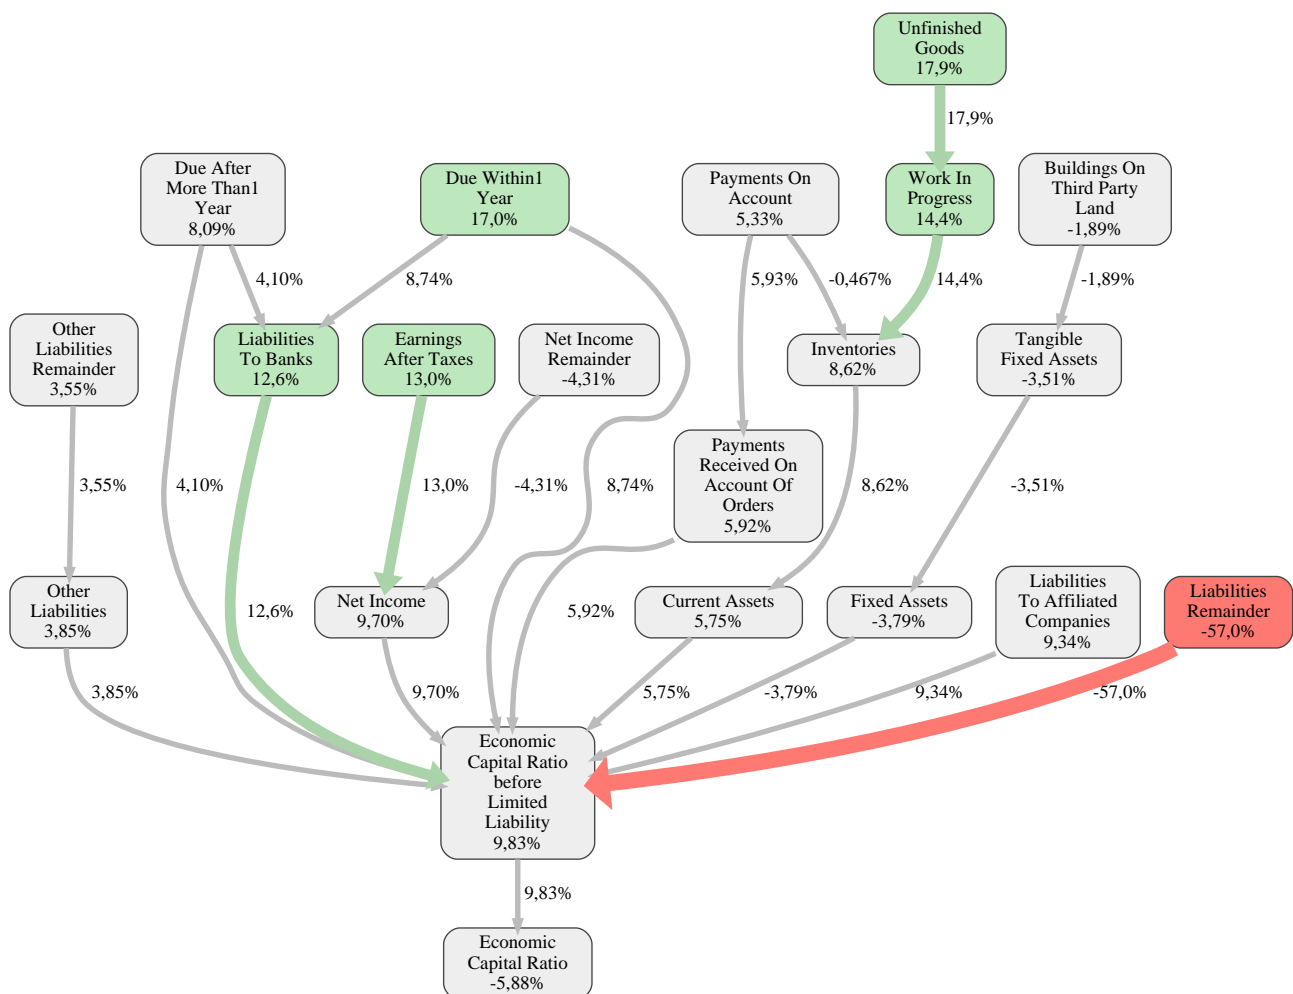 Unfinished
Goods
17,9%
17,9%
Due After
More Than1
Year
8,09%
Due Within1
Year
17,0%
Payments On
Account
5,33%
Work In
Progress
14,4%
Buildings On
Third Party
Land
-1,89%
4,10%
8,74%
5,93%
-0,467%
14,4%
-1,89%
Other
Liabilities
Remainder
3,55%
Liabilities
To Banks
12,6%
Earnings
After Taxes
13,0%
Net Income
Remainder
-4,31%
Inventories
8,62%
Tangible
Fixed Assets
-3,51%
Payments
Received On
Account Of
Orders
5,92%
3,55%
4,10%
13,0%
-4,31%
8,74%
8,62%
-3,51%
Other
Liabilities
3,85%
12,6%
Net Income
9,70%
5,92%
Current Assets
5,75%
Fixed Assets
-3,79%
Liabilities
To Affiliated
Companies
9,34%
Liabilities
Remainder
-57,0%
3,85%
9,70%
5,75%
-3,79%
9,34%
-57,0%
Economic
Capital Ratio
before
Limited
Liability
9,83%
9,83%
Economic
Capital Ratio
-5,88%